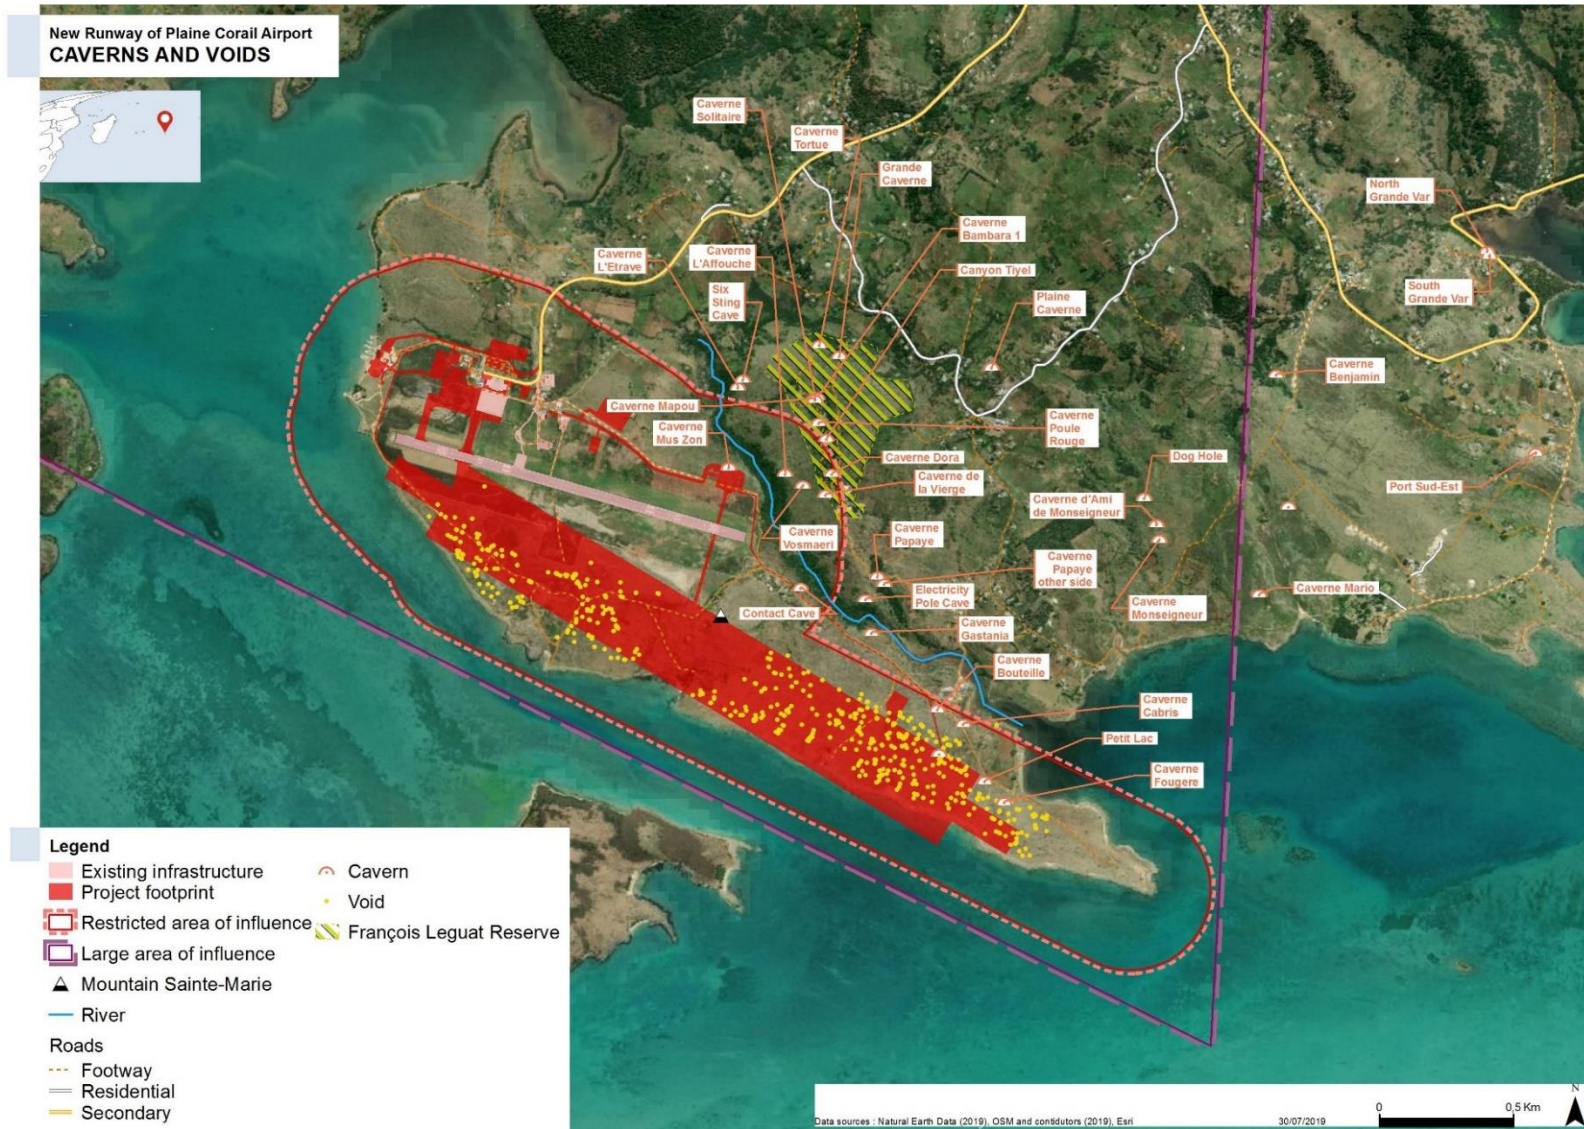 New Runway of Plaine Corail Airport
CAVERNS AND VOIDS
Caverne
Solitaire
Caverne
Tortue
Grande
Caverne
North
Grande Var
Caverne
Bambara 1
Caverne
L'Etrave
Caverne
L'Affouche
Canyon Tiyel
Six
Sting
Cave
Plaine
Caverne
South
Grande Var
Caverne
Benjamin
Caverne Mapou
Caverne
Mus Zon
Caverne
Poule
Rouge
Caverne Dora
Dog Hole
Caverne de
la Vierge
Port Sud-Est
Caverne d'Ami
de Monseigneur
Caverne
Vosmaeri
Caverne
Papaye
Caverne
Papaye
other side
Electricity
Pole Cave
Caverne Mario
Caverne
Monseigneur
Contact Cave
Caverne
Gastania
Caverne
Bouteille
Caverne
Cabris
Petit Lac
Caverne
Fougere
Legend
Existing infrastructure
Project footprint
Restricted area of influence
Large area of influence
Mountain Sainte-Marie
River
Roads
Footway
Residential
Secondary
Cavern
Void
François Leguat Reserve
Data sources : Natural Earth Data (2019), OSM and contidutors (2019), Esri
30/07/2019
0
0,5 Km
N